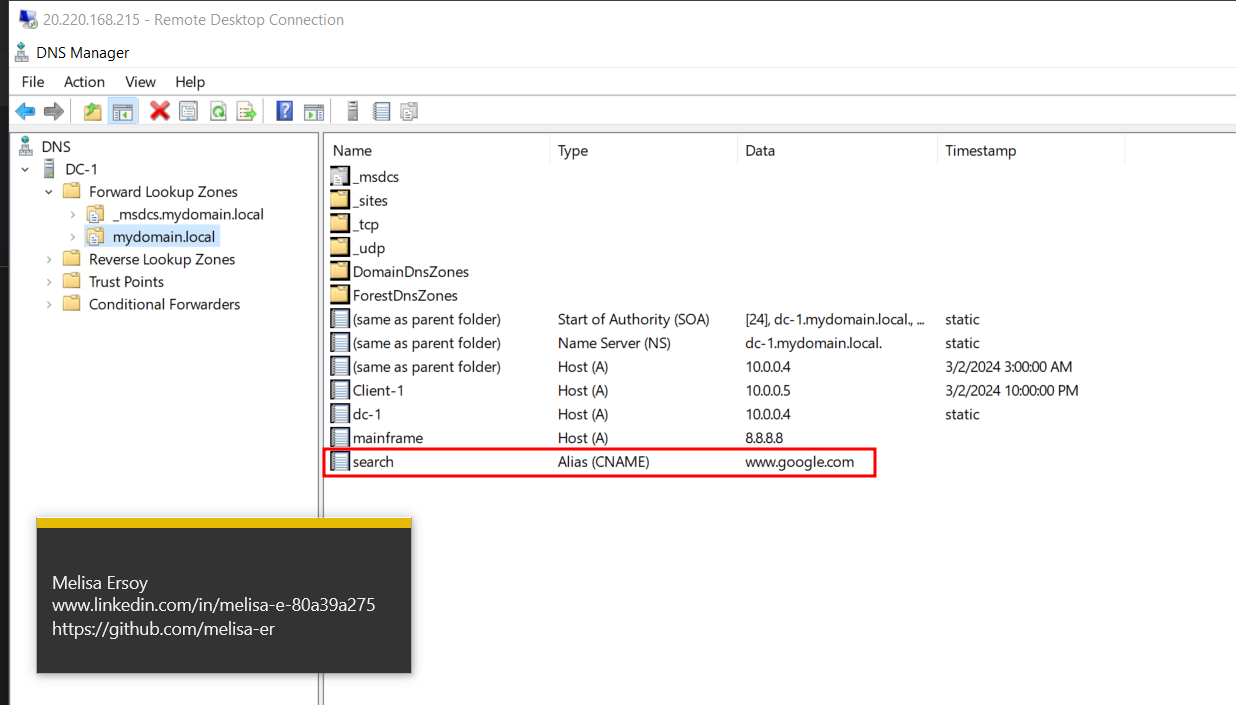 20.220.168.215 - Remote Desktop Connection
DNS Manager
File Action View Help
DNS
DC-1
Forward Lookup Zones
_msdcs.mydomain.local
mydomain.local
Reverse Lookup Zones
Trust Points
Conditional Forwarders
Name Type Data Timestamp
_msdcs
_sites
_tcp
_udp
DomainDnsZones
ForestDnsZones
(same as parent folder) Start of Authority (SOA) [24], dc-1.mydomain.local., ... static
(same as parent folder) Name Server (NS) dc-1.mydomain.local. static
(same as parent folder) Host (A) 10.0.0.4 3/2/2024 3:00:00 AM
Client-1 Host (A) 10.0.0.5 3/2/2024 10:00:00 PM
dc-1 Host (A) 10.0.0.4 static
mainframe Host (A) 8.8.8.8
search Alias (CNAME) www.google.com
Melisa Ersoy
www.linkedin.com/in/melisa-e-80a39a275
https://github.com/melisa-er